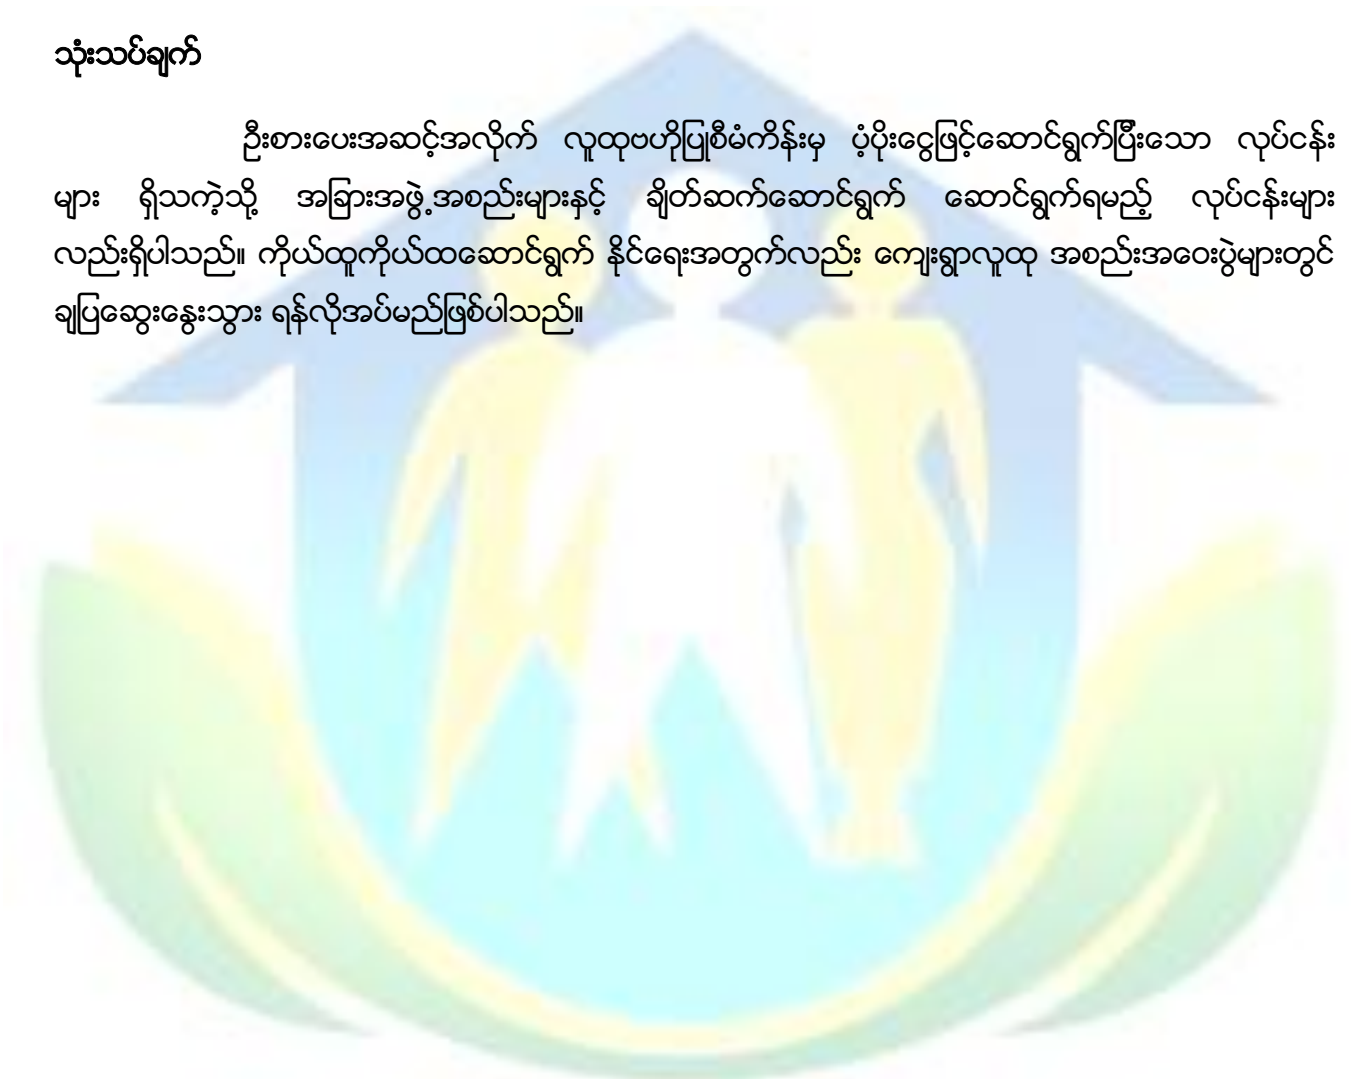 သုံးသပ်ချက်
ဦးစားပေးအဆင့်အလိုက် လူထုဗဟိုပြုစီမံကိန်းမှ ပံ့ပိုးငွေဖြင့်ဆောင်ရွက်ပြီးသော လုပ်ငန်း
များ ရှိသကဲ့သို့ အခြားအဖွဲ့အစည်းများနှင့် ချိတ်ဆက်ဆောင်ရွက် ဆောင်ရွက်ရမည့် လုပ်ငန်းများ
လည်းရှိပါသည်။ ကိုယ်ထူကိုယ်ထဆောင်ရွက် နိုင်ရေးအတွက်လည်း ကျေးရွာလူထု အစည်းအဝေးပွဲများတွင်
ချပြဆွေးနွေးသွား ရန်လိုအပ်မည်ဖြစ်ပါသည်။